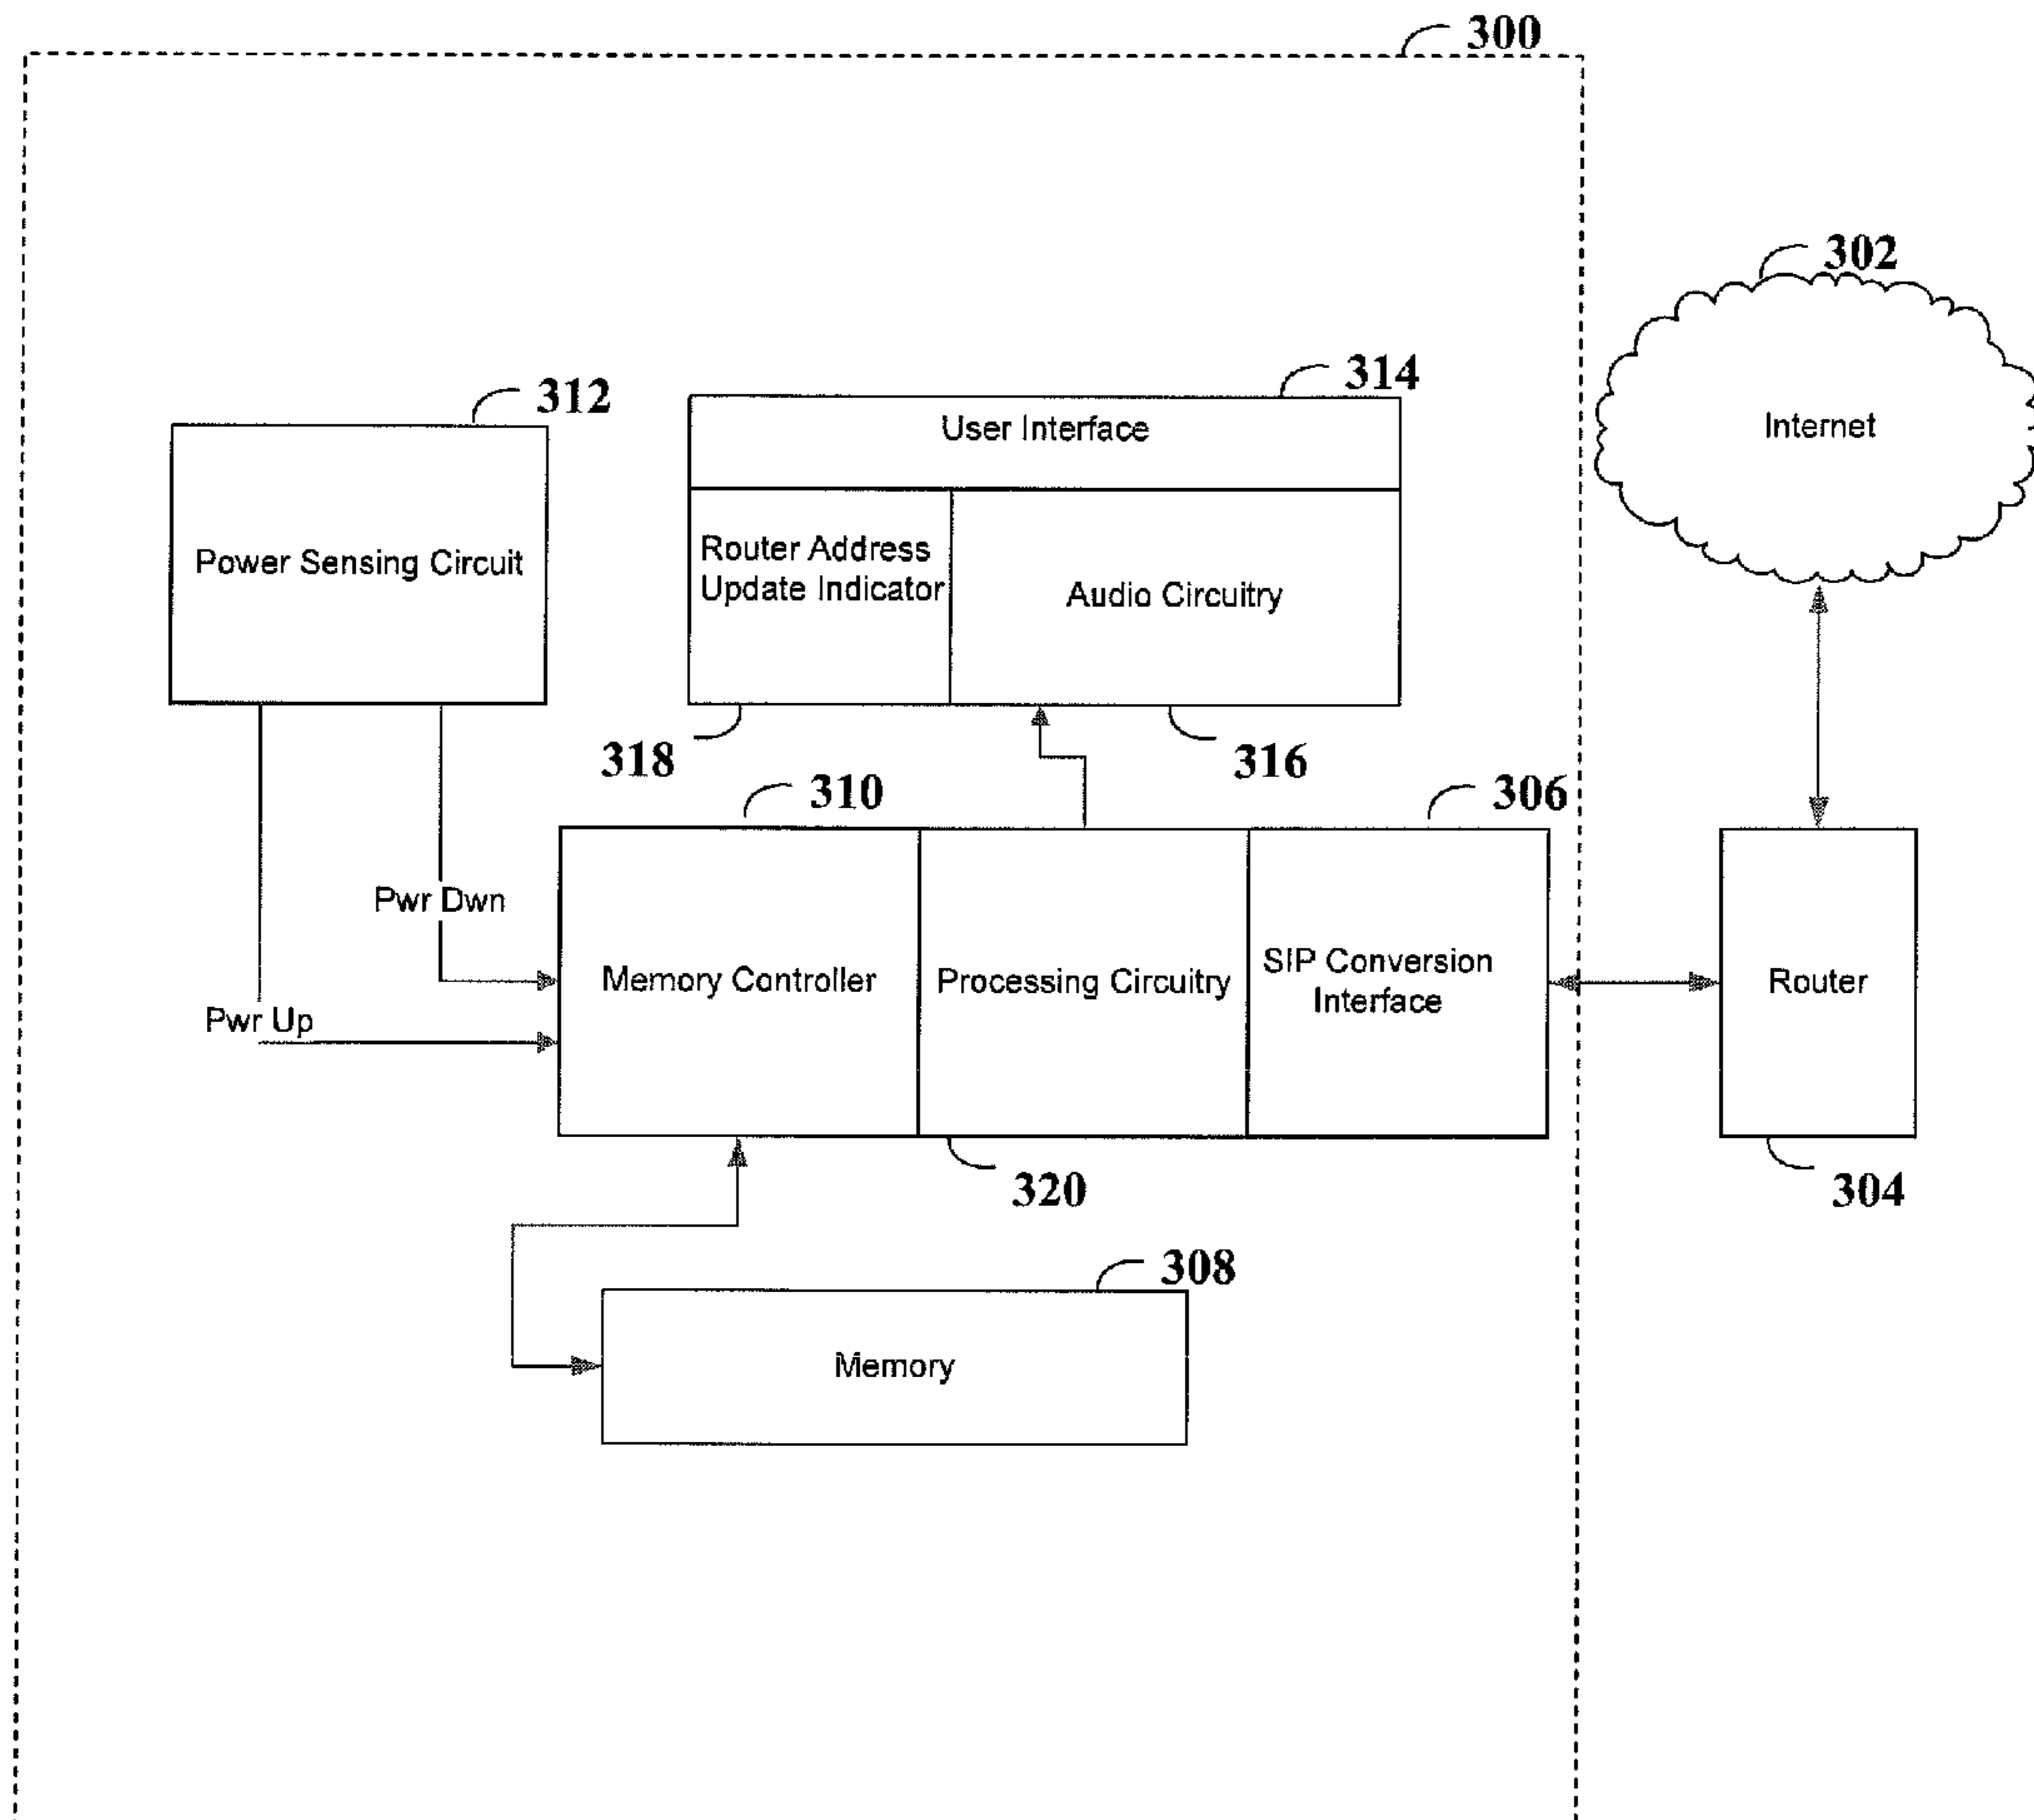 300
302
Internet
312
Power Sensing Circuit
314
User Interface
Router Address
Update Indicator
Audio Circuitry
318
316
310
306
Pwr Dwn
Pwr Up
Memory Controller
Processing Circuitry
SIP Conversion
Interface
Router
320
304
308
Memory